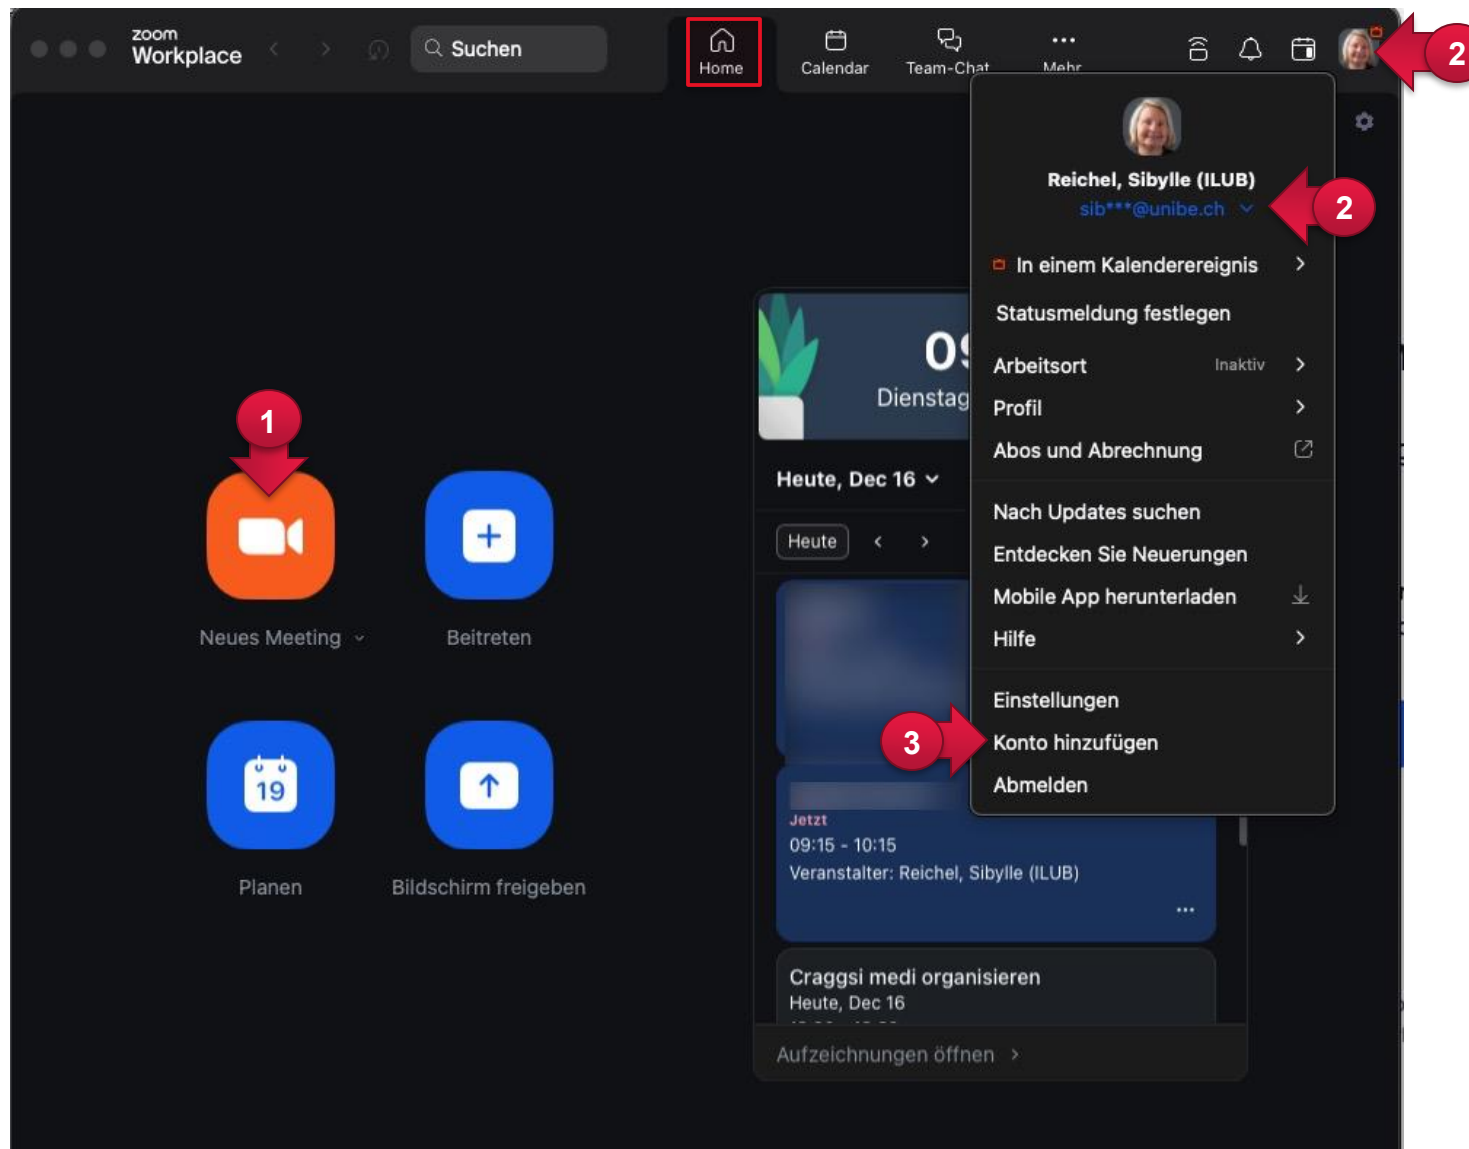 zoom
Workplace
Suchen
Home
Calendar
Team-Chat
Mehr
2
Reichel, Sibylle (ILUB)
sib***@unibe.ch
2
In einem Kalenderereignis
Statusmeldung festlegen
Arbeitsort
Inaktiv
Profil
Abos und Abrechnung
Nach Updates suchen
Entdecken Sie Neuerungen
Mobile App herunterladen
Hilfe
Einstellungen
3
Konto hinzufügen
Abmelden
1
Neues Meeting
Beitreten
19
Planen
Bildschirm freigeben
Dienstag
Heute, Dec 16
Heute
Jetzt
09:15 - 10:15
Veranstalter: Reichel, Sibylle (ILUB)
Craggsi medi organisieren
Heute, Dec 16
Aufzeichnungen öffnen